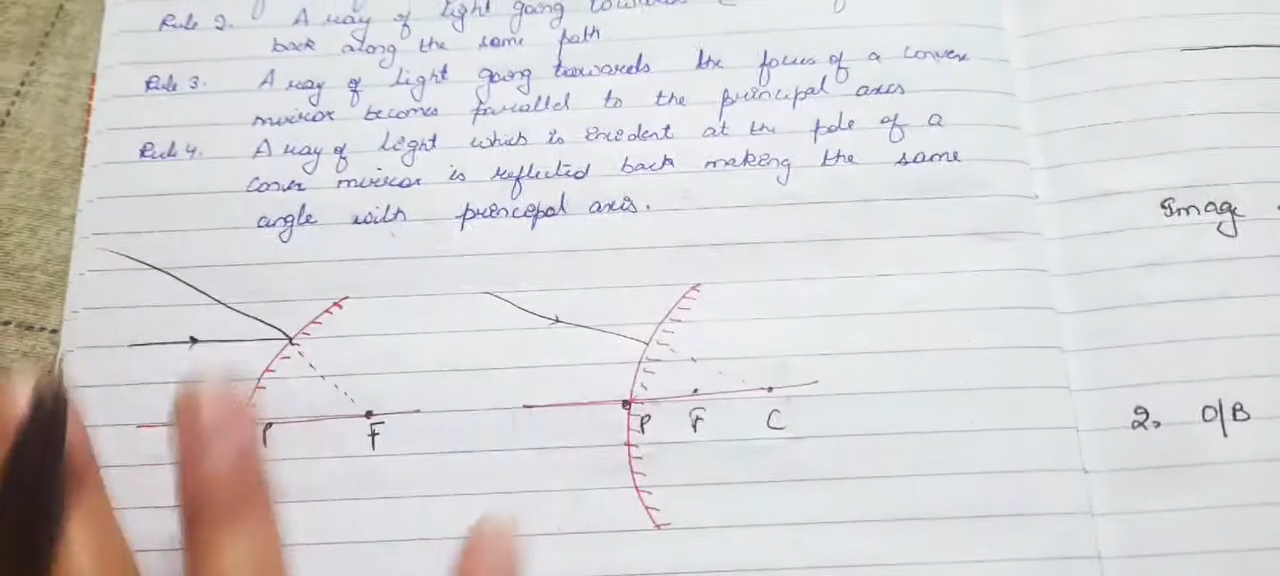 Rule 2. A ray of light going towards
back along the same path
Rule 3. A ray of light going towards the focus of a convex
mirror becomes parallel to the principal axis
Rule 4. A ray of light which is incident at the pole of a
convex mirror is reflected back making the same
angle with principal axis.
Image
P F
P F C
2. O/B